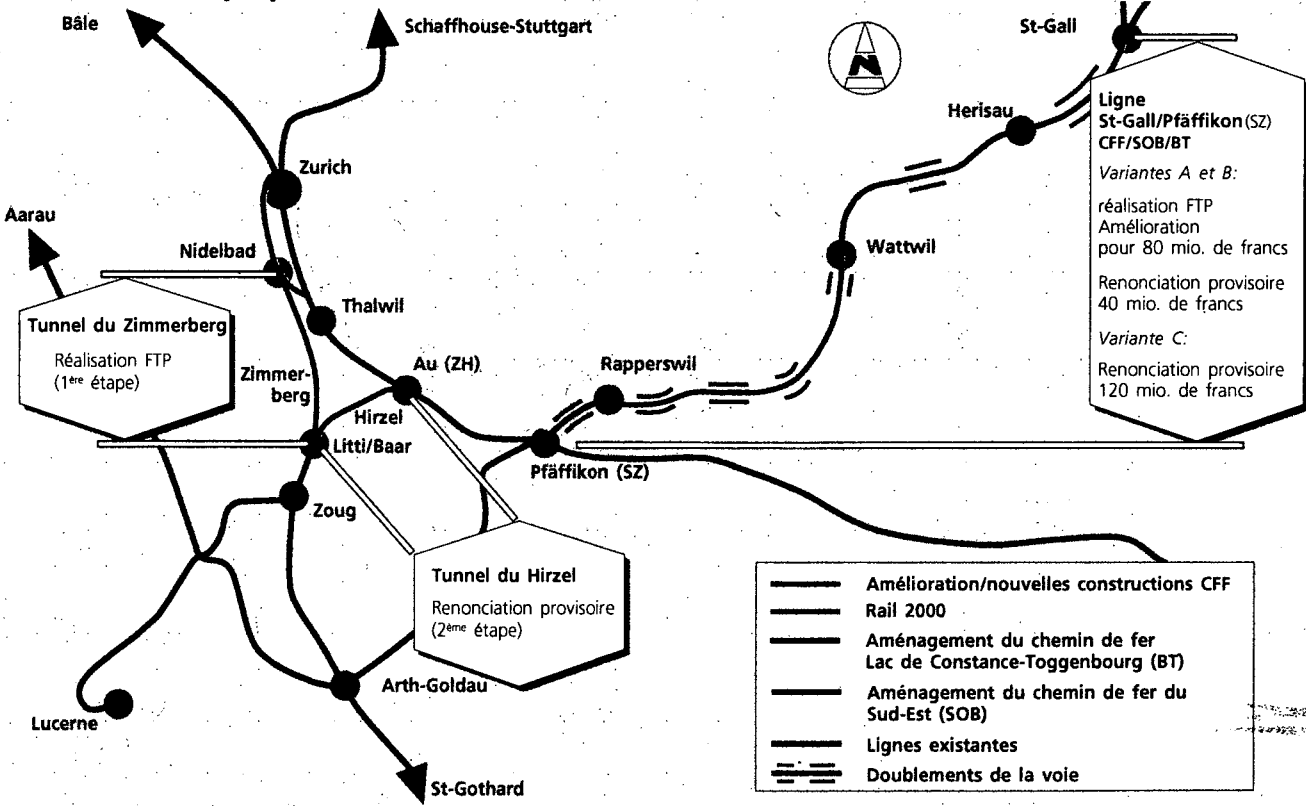 Bâle
Schaffhouse-Stuttgart
St-Gall
N
Herisau
Ligne
St-Gall/Pfäffikon (SZ)
CFF/SOB/BT
Variantes A et B:
réalisation FTP
Amélioration
pour 80 mio. de francs
Renonciation provisoire
40 mio. de francs
Variante C:
Renonciation provisoire
120 mio. de francs
Zurich
Aarau
Nidelbad
Wattwil
Thalwil
Tunnel du Zimmerberg
Réalisation FTP
(1ère étape)
Zimmer-
berg
Au (ZH)
Rapperswil
Hirzel
Litti/Baar
Pfäffikon (SZ)
Zoug
Tunnel du Hirzel
Renonciation provisoire
(2ème étape)
Arth-Goldau
Lucerne
St-Gothard
Amélioration/nouvelles constructions CFF
Rail 2000
Aménagement du chemin de fer
Lac de Constance-Toggenbourg (BT)
Aménagement du chemin de fer du
Sud-Est (SOB)
Lignes existantes
Doublements de la voie